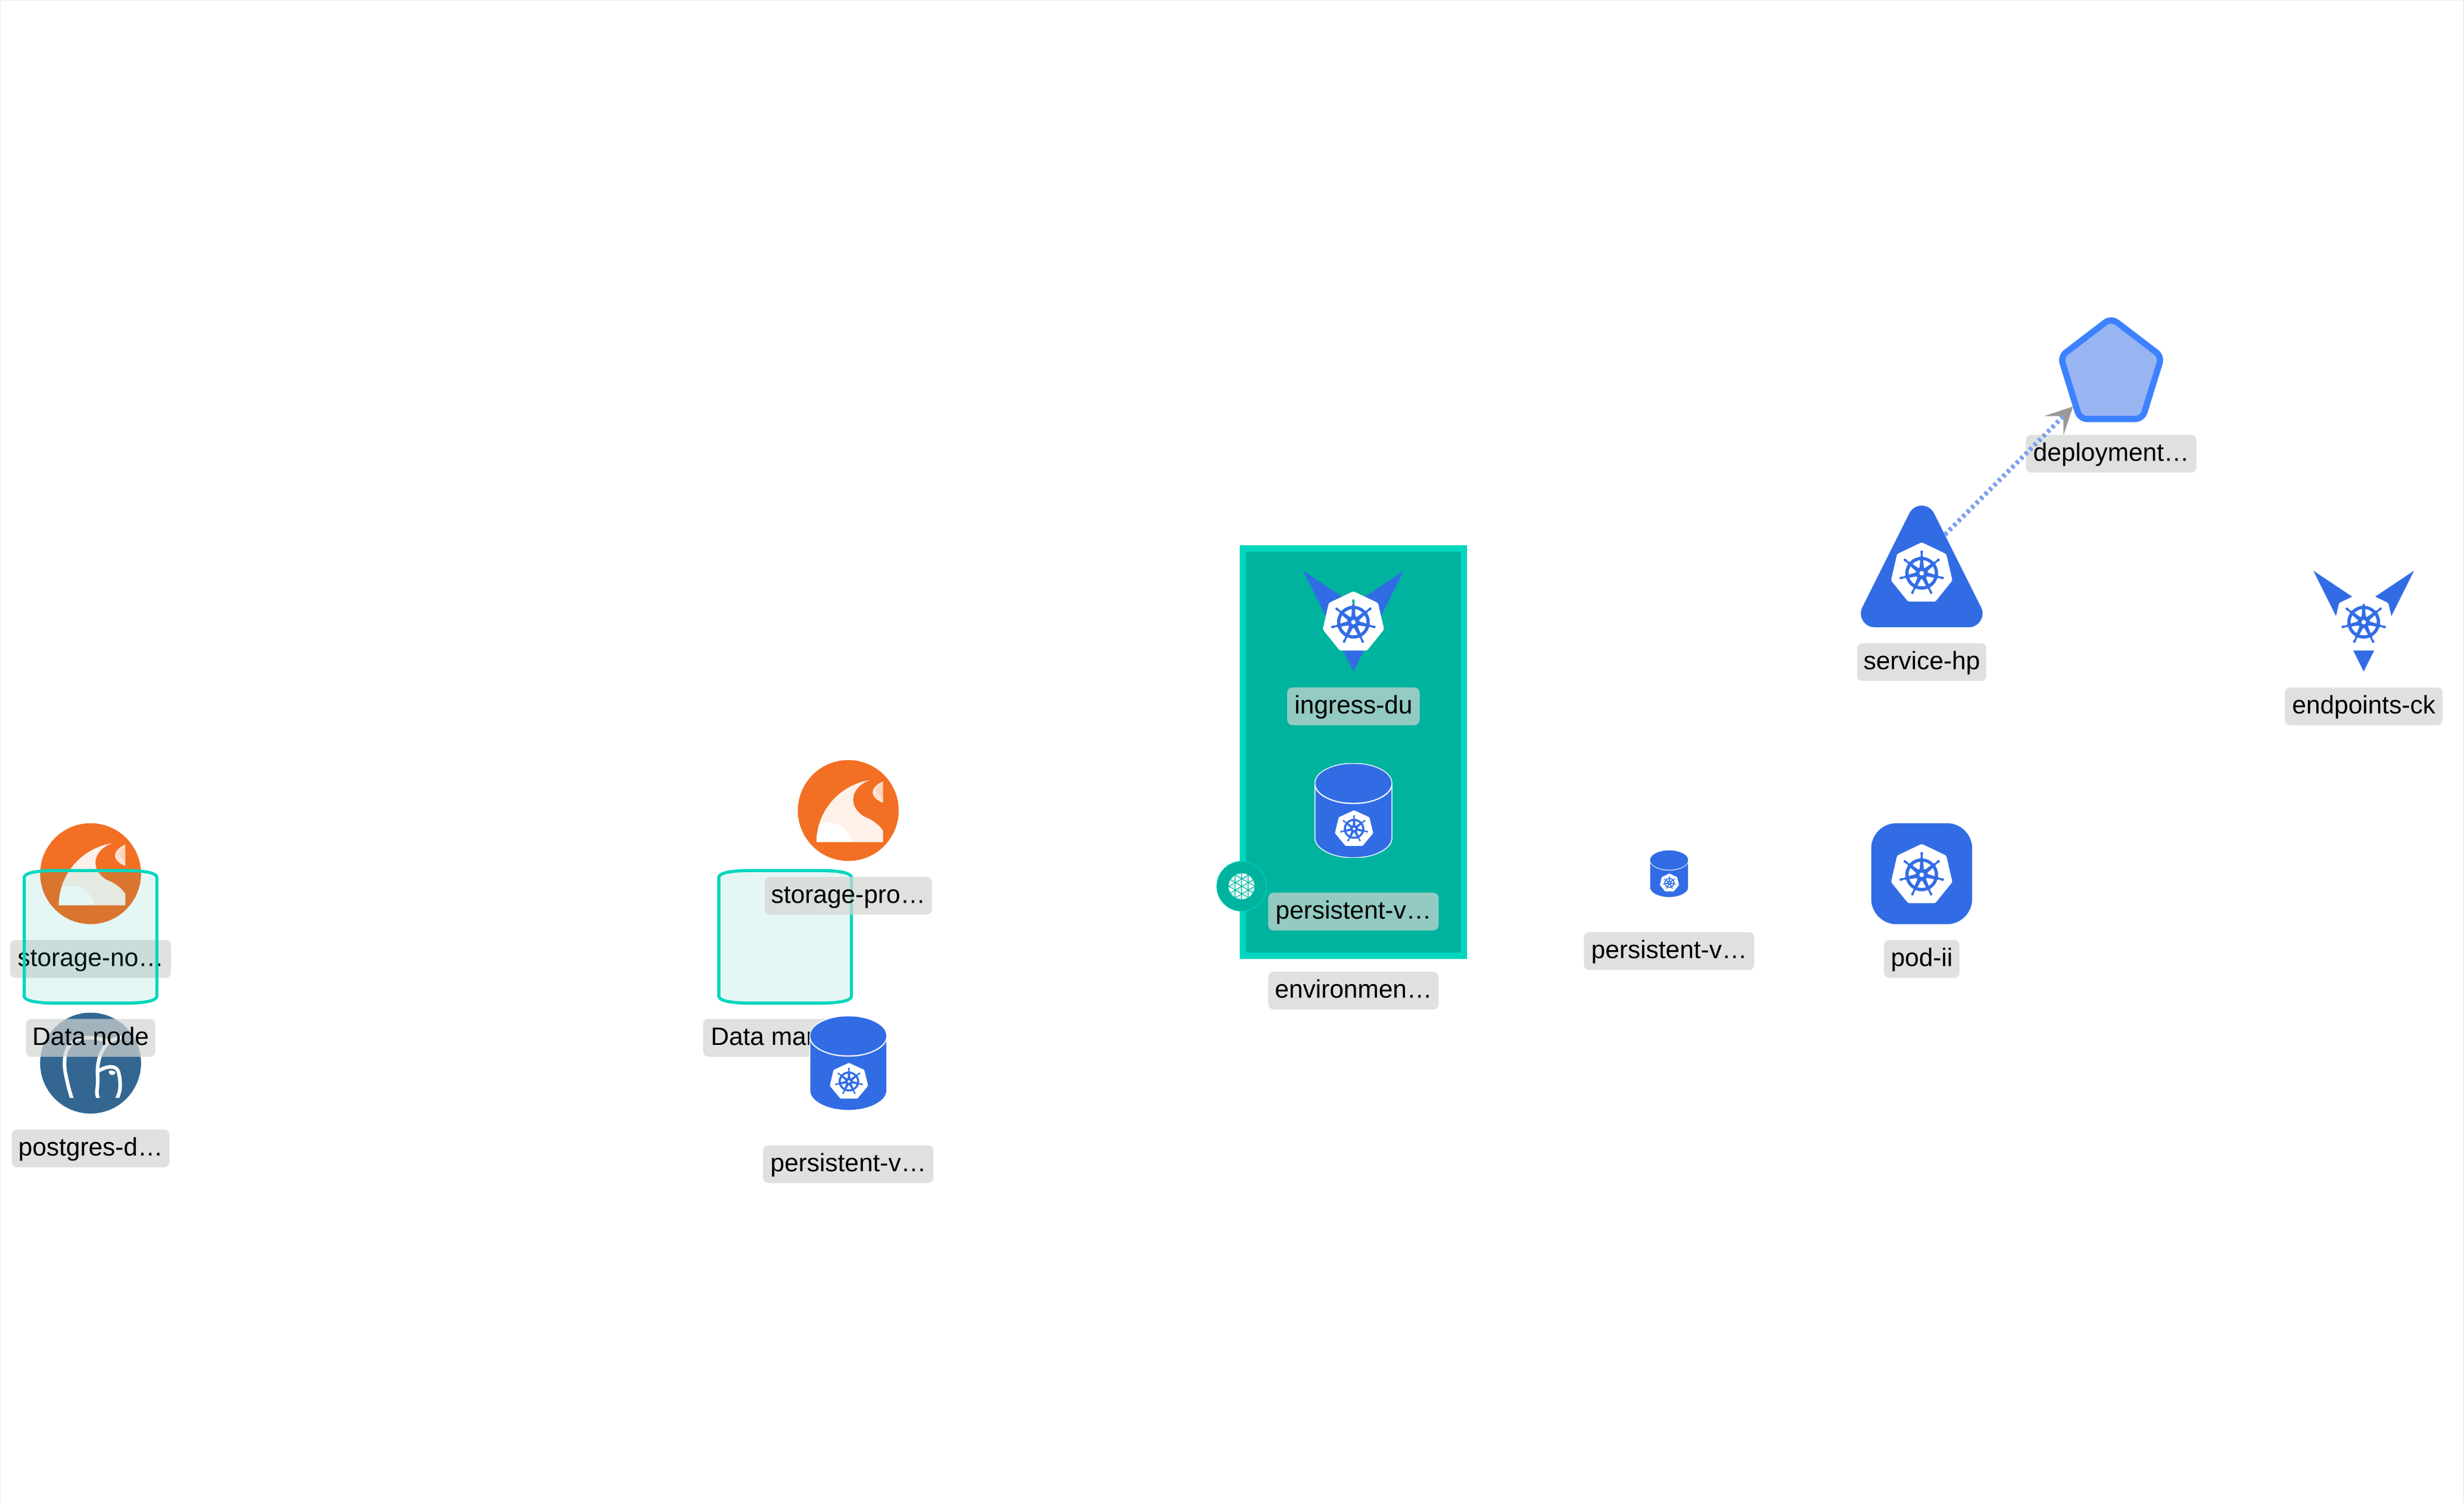 deployment…
service-hp
ingress-du
endpoints-ck
storage-pro…
persistent-v…
storage-no…
persistent-v…
pod-ii
environmen…
Data node
Data
postgres-d…
persistent-v…